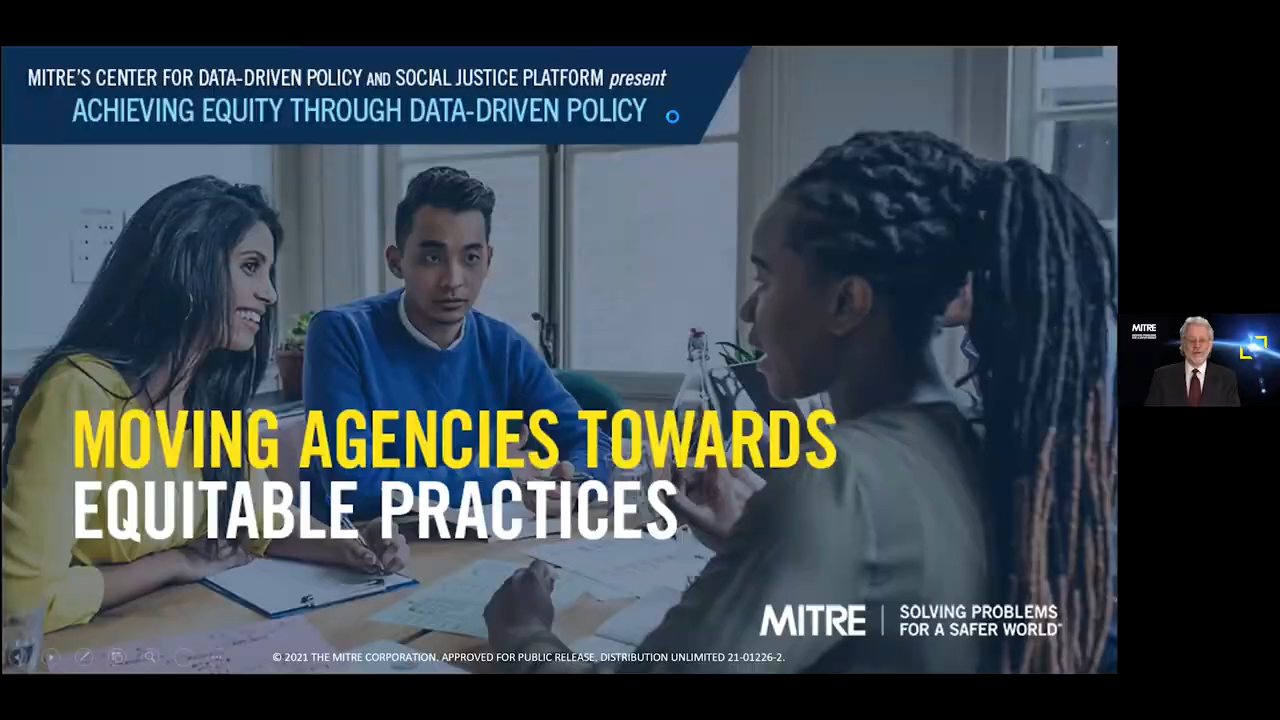 MITRE'S CENTER FOR DATA-DRIVEN POLICY AND SOCIAL JUSTICE PLATFORM present
ACHIEVING EQUITY THROUGH DATA-DRIVEN POLICY
MOVING AGENCIES TOWARDS
EQUITABLE PRACTICES
MITRE
SOLVING PROBLEMS
FOR A SAFER WORLD
© 2021 THE MITRE CORPORATION. APPROVED FOR PUBLIC RELEASE, DISTRIBUTION UNLIMITED 21-01226-2.
MITRE